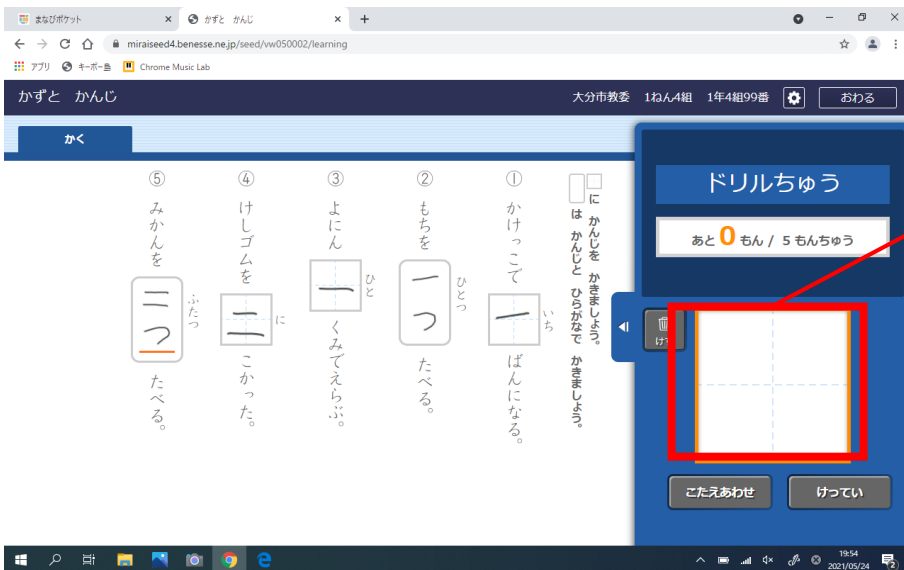 まなびポケット
かずと かんじ
miraiseed4.benesse.ne.jp/seed/vw050002/learning
アプリ
キーボー島
Chrome Music Lab
かずと かんじ
大分市教委 1ねん4組 1年4組99番
おわる
かく
に かんじを かきましょう。
は かんじと ひらがなで かきましょう。
① かけっこで 一 ばんになる。
いち
② もちを 一つ たべる。
ひとつ
③ よにん 一 くみでえらぶ。
ひと
④ けしゴムを 二 こかった。
に
⑤ みかんを 二つ たべる。
ふたつ
ドリルちゅう
あと 0 もん / 5 もんちゅう
こたえあわせ
けってい
19:54
2021/05/24